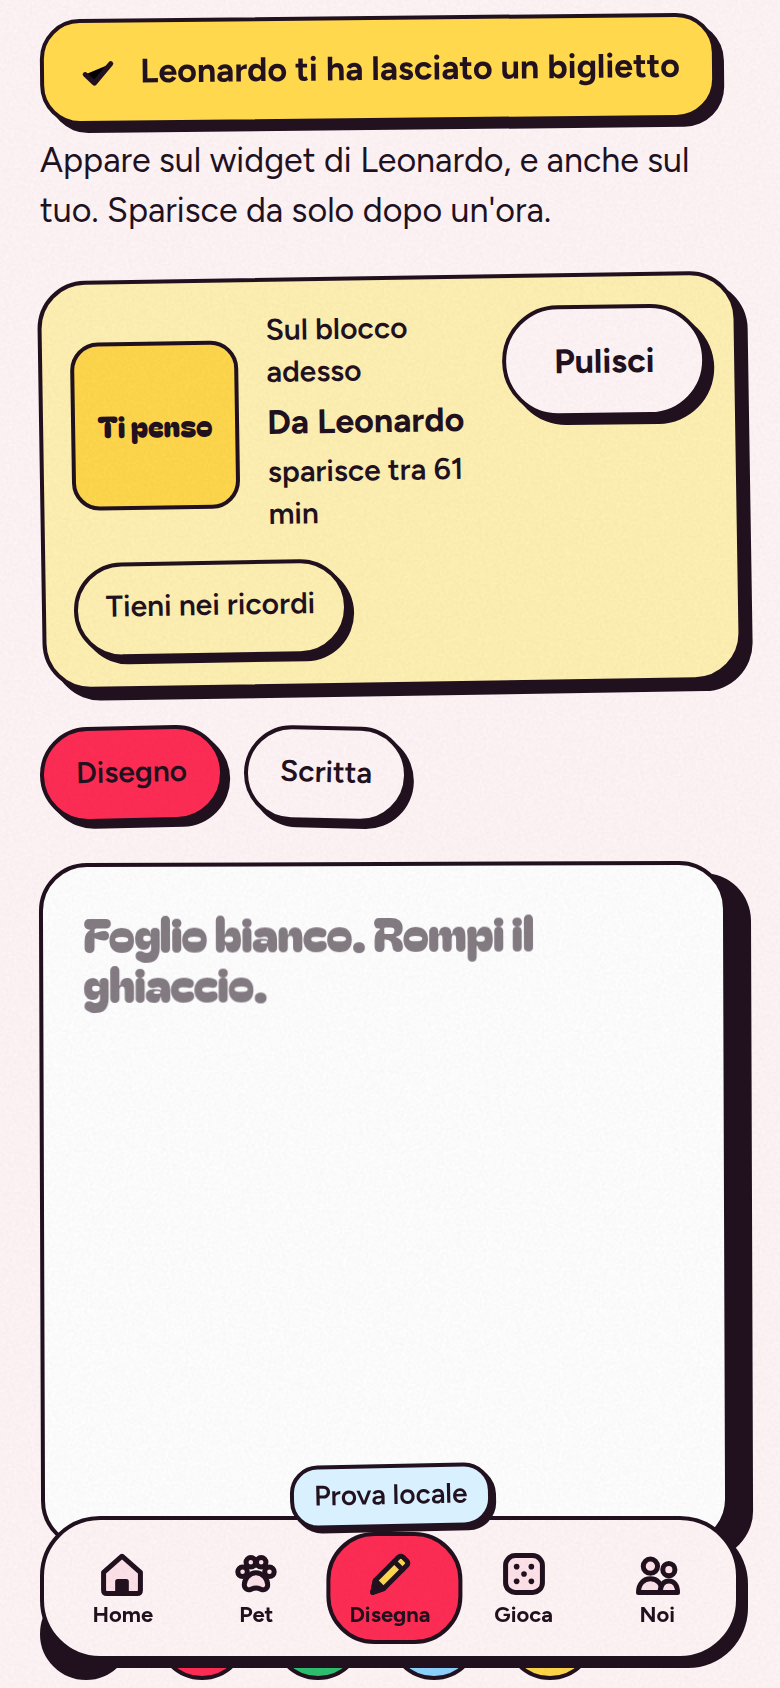 Leonardo ti ha lasciato un biglietto
Appare sul widget di Leonardo, e anche sul
tuo. Sparisce da solo dopo un'ora.
Ti penso
Sul blocco
adesso
Da Leonardo
sparisce tra 61
min
Pulisci
Tieni nei ricordi
Disegno
Scritta
Foglio bianco. Rompi il
ghiaccio.
Prova locale
Home
Pet
Disegna
Gioca
Noi